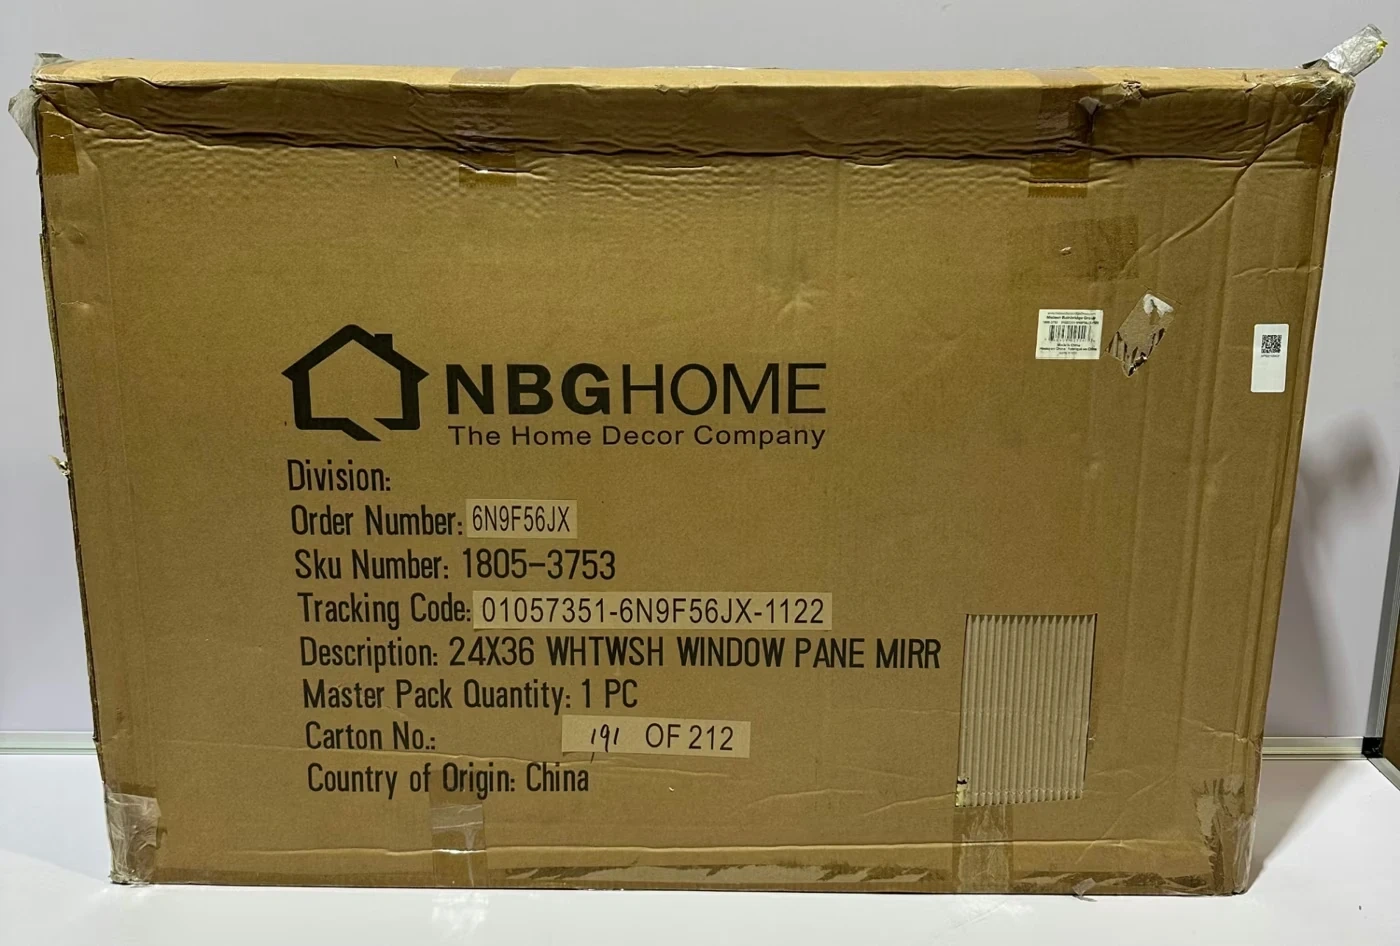 NBGHOME
The Home Decor Company
Division:
Order Number: 6N9F56JX
Sku Number: 1805-3753
Tracking Code: 01057351-6N9F56JX-1122
Description: 24X36 WHTWSH WINDOW PANE MIRR
Master Pack Quantity: 1 PC
Carton No.: 191 OF 212
Country of Origin: China